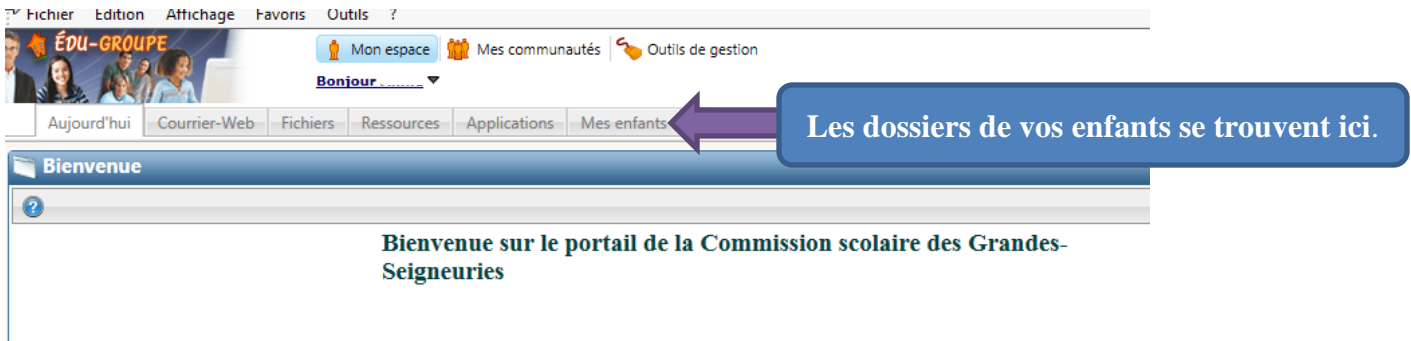 Fichier Edition Affichage Favoris Outils ?
ÉDU-GROUPE
Mon espace Mes communautés Outils de gestion
Bonjour
Aujourd'hui Courrier-Web Fichiers Ressources Applications Mes enfants
Les dossiers de vos enfants se trouvent ici.
Bienvenue
?
Bienvenue sur le portail de la Commission scolaire des Grandes-
Seigneuries